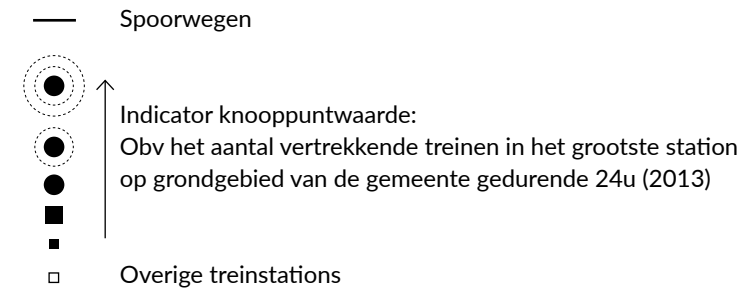 Spoorwegen
Indicator knooppuntwaarde:
Obv het aantal vertrekkende treinen in het grootste station
op grondgebied van de gemeente gedurende 24u (2013)
Overige treinstations